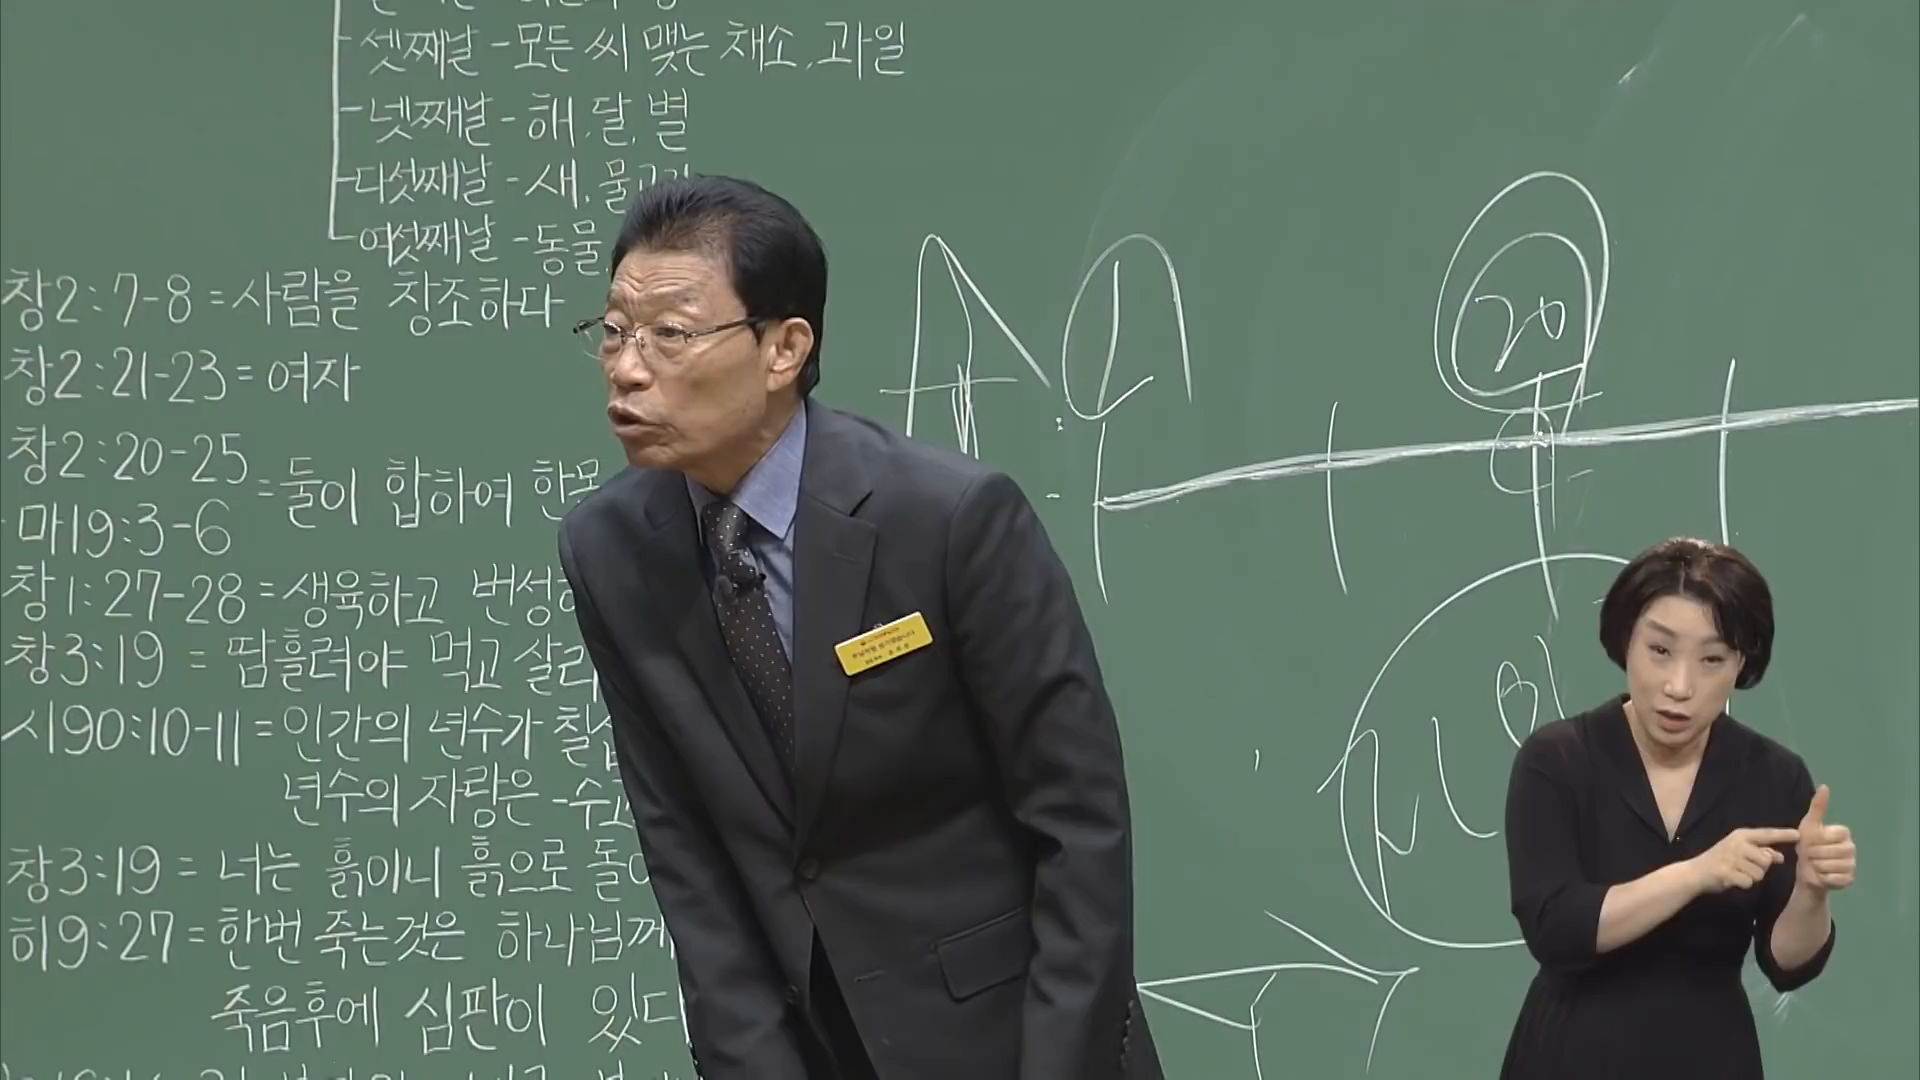 셋째날 - 모든 씨 맺는 채소, 과일
넷째날 - 해, 달, 별
다섯째날 - 새, 물고기
여섯째날 - 동물,
창2:7-8 = 사람을 창조하다
창2:21-23 = 여자
창2:20-25
마19:3-6
= 둘이 합하여 한몸
창1:27-28 = 생육하고 번성하
창3:19 = 땀흘려야 먹고 살
시90:10-11 = 인간의 년수가 칠십
년수의 자랑은 - 수고
창3:19 = 너는 흙이니 흙으로 돌아
히9:27 = 한번 죽는것은 하나님께
죽음후에 심판이 있다
1
20